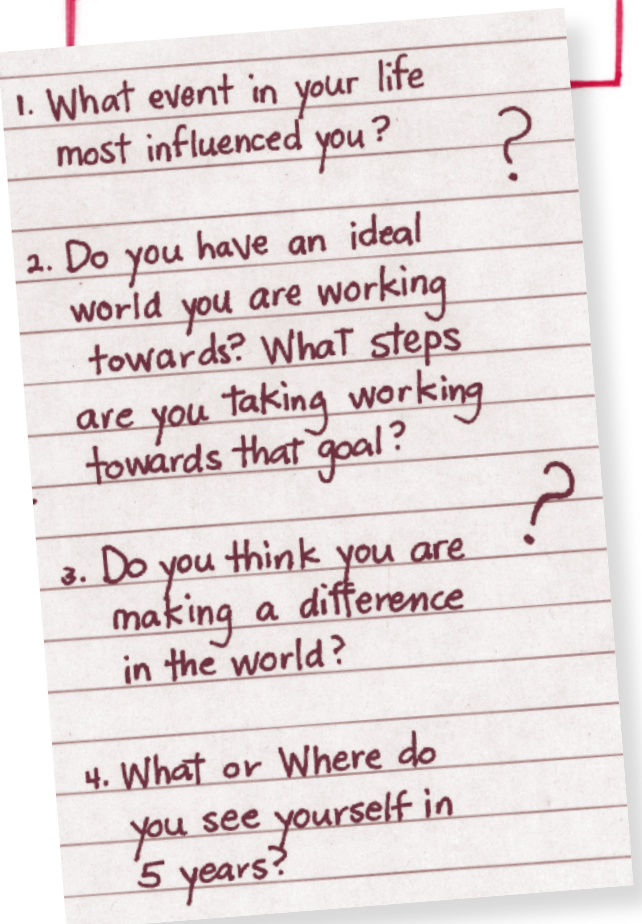 1. What event in your life
most influenced you?
?
2. Do you have an ideal
world you are working
towards? What steps
are you taking working
towards that goal?
?
3. Do you think you are
making a difference
in the world?
4. What or Where do
you see yourself in
5 years?